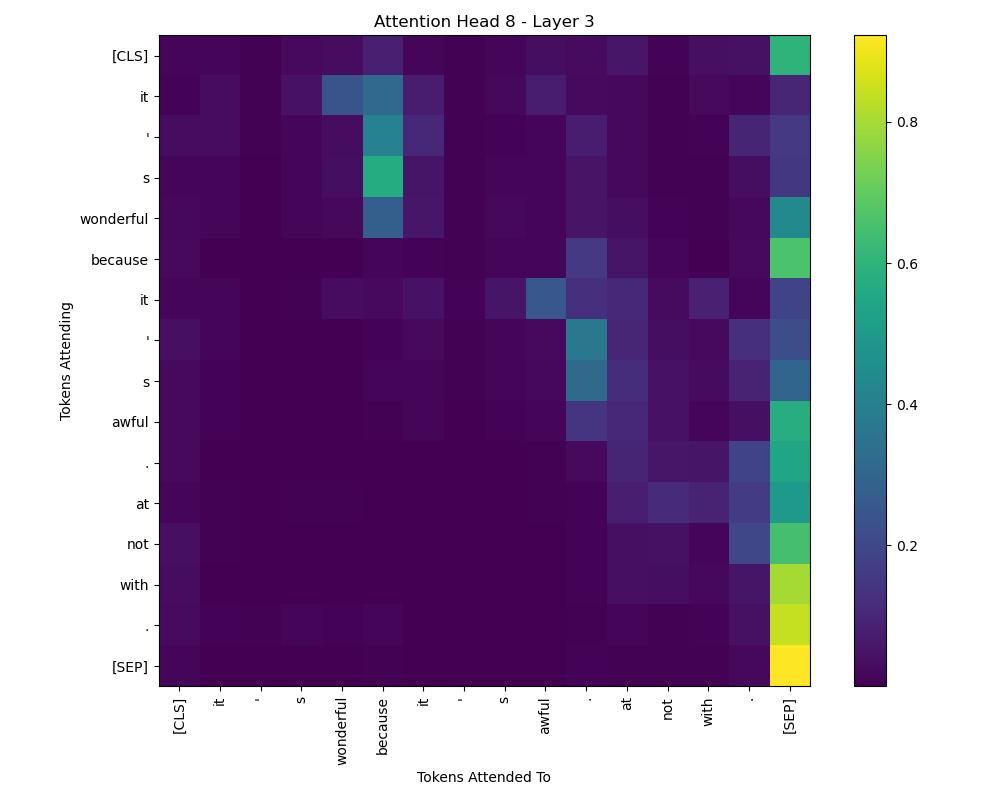 Attention Head 8 - Layer 3
Tokens Attending
[CLS]
it
'
s
wonderful
because
it
'
s
awful
.
at
not
with
.
[SEP]
[CLS]
it
'
s
wonderful
because
it
'
s
awful
.
at
not
with
.
[SEP]
Tokens Attended To
0.8
0.6
0.4
0.2